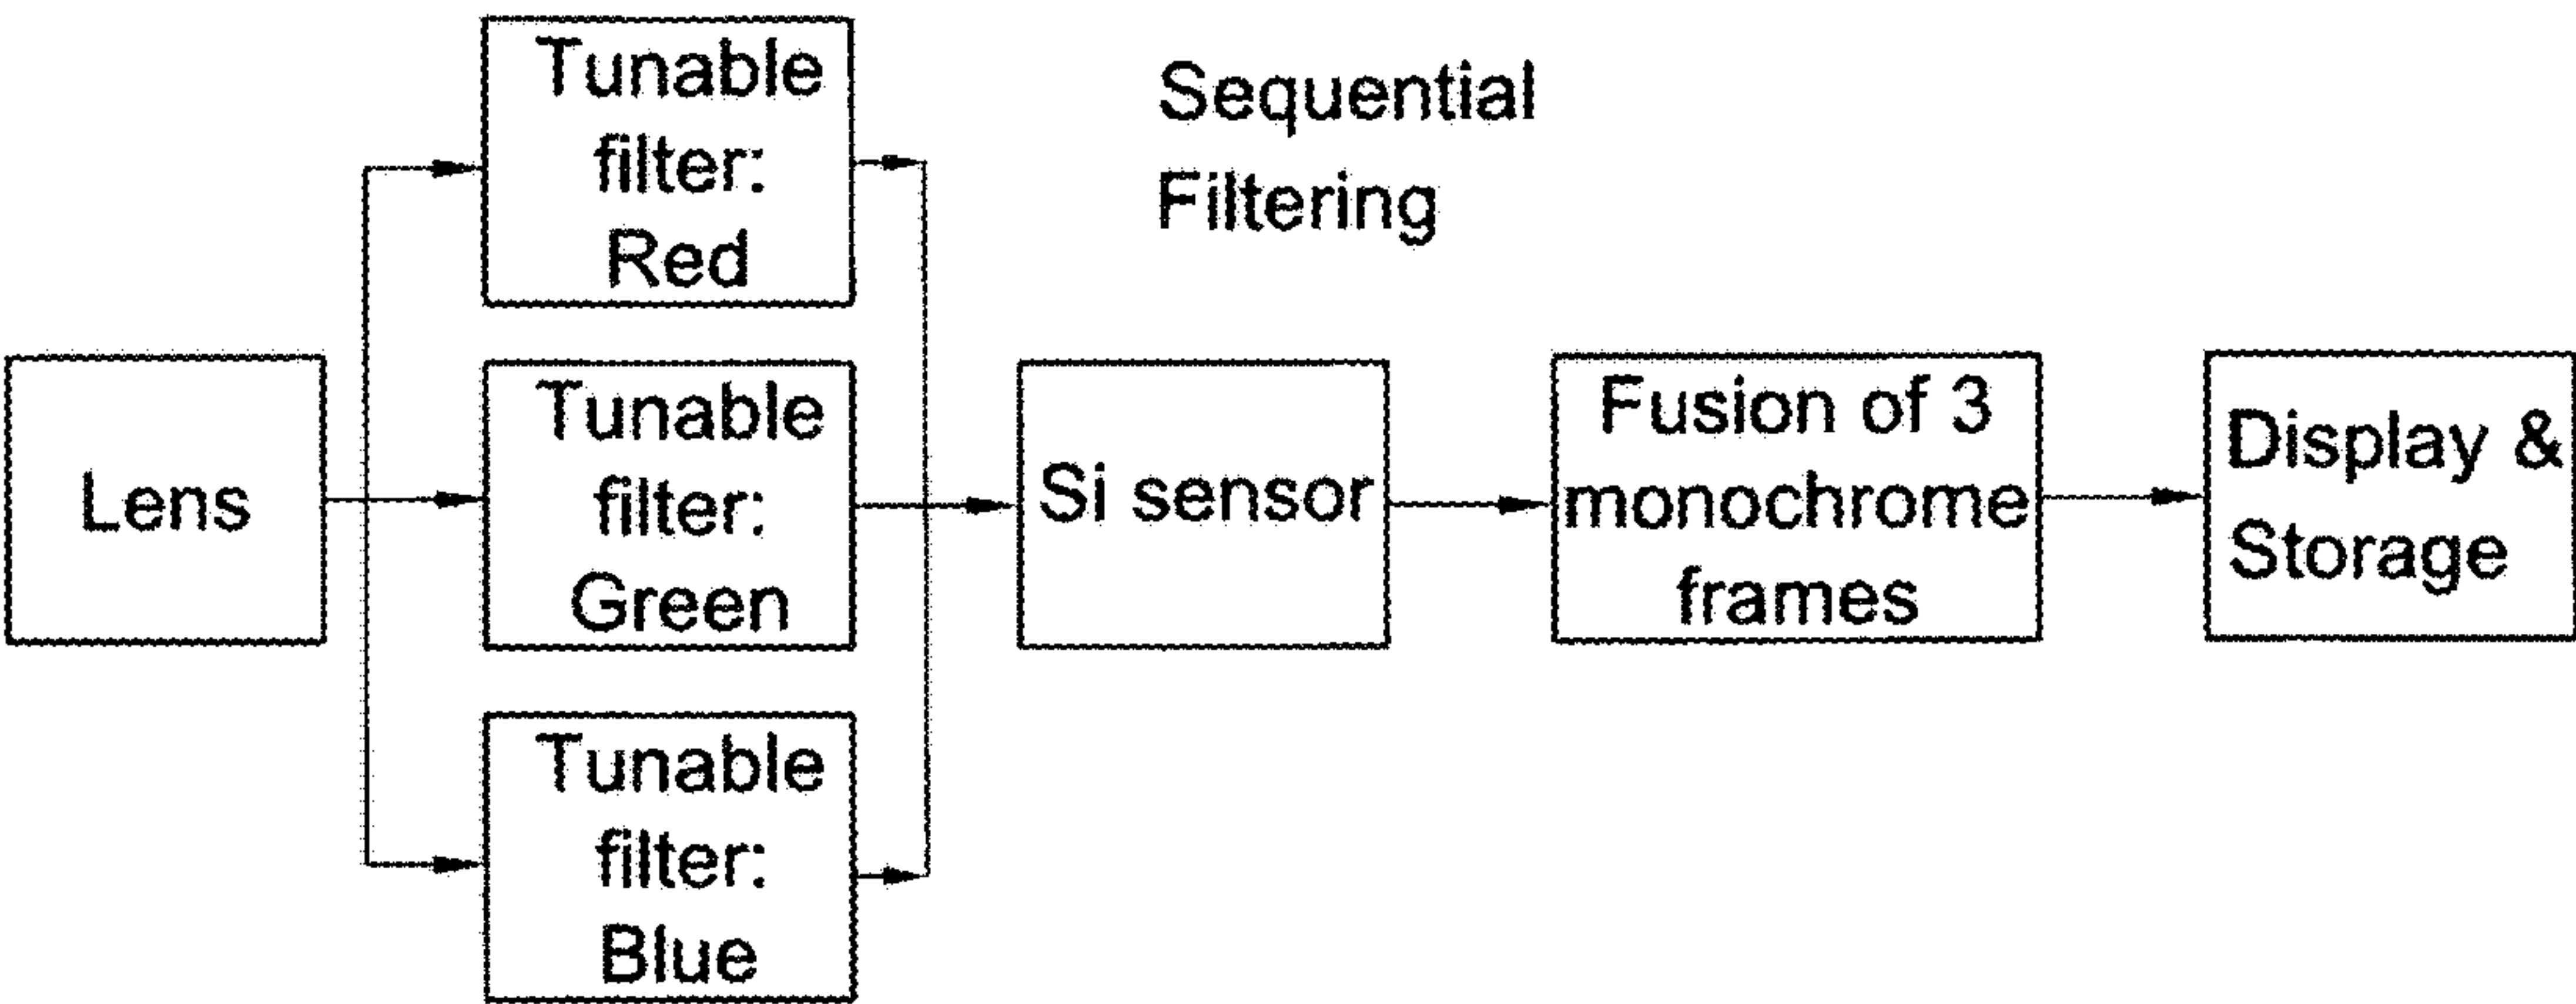 Tunable
filter:
Red
Sequential
Filtering
Lens
Tunable
filter:
Green
Si sensor
Fusion of 3
monochrome
frames
Display &
Storage
Tunable
filter:
Blue